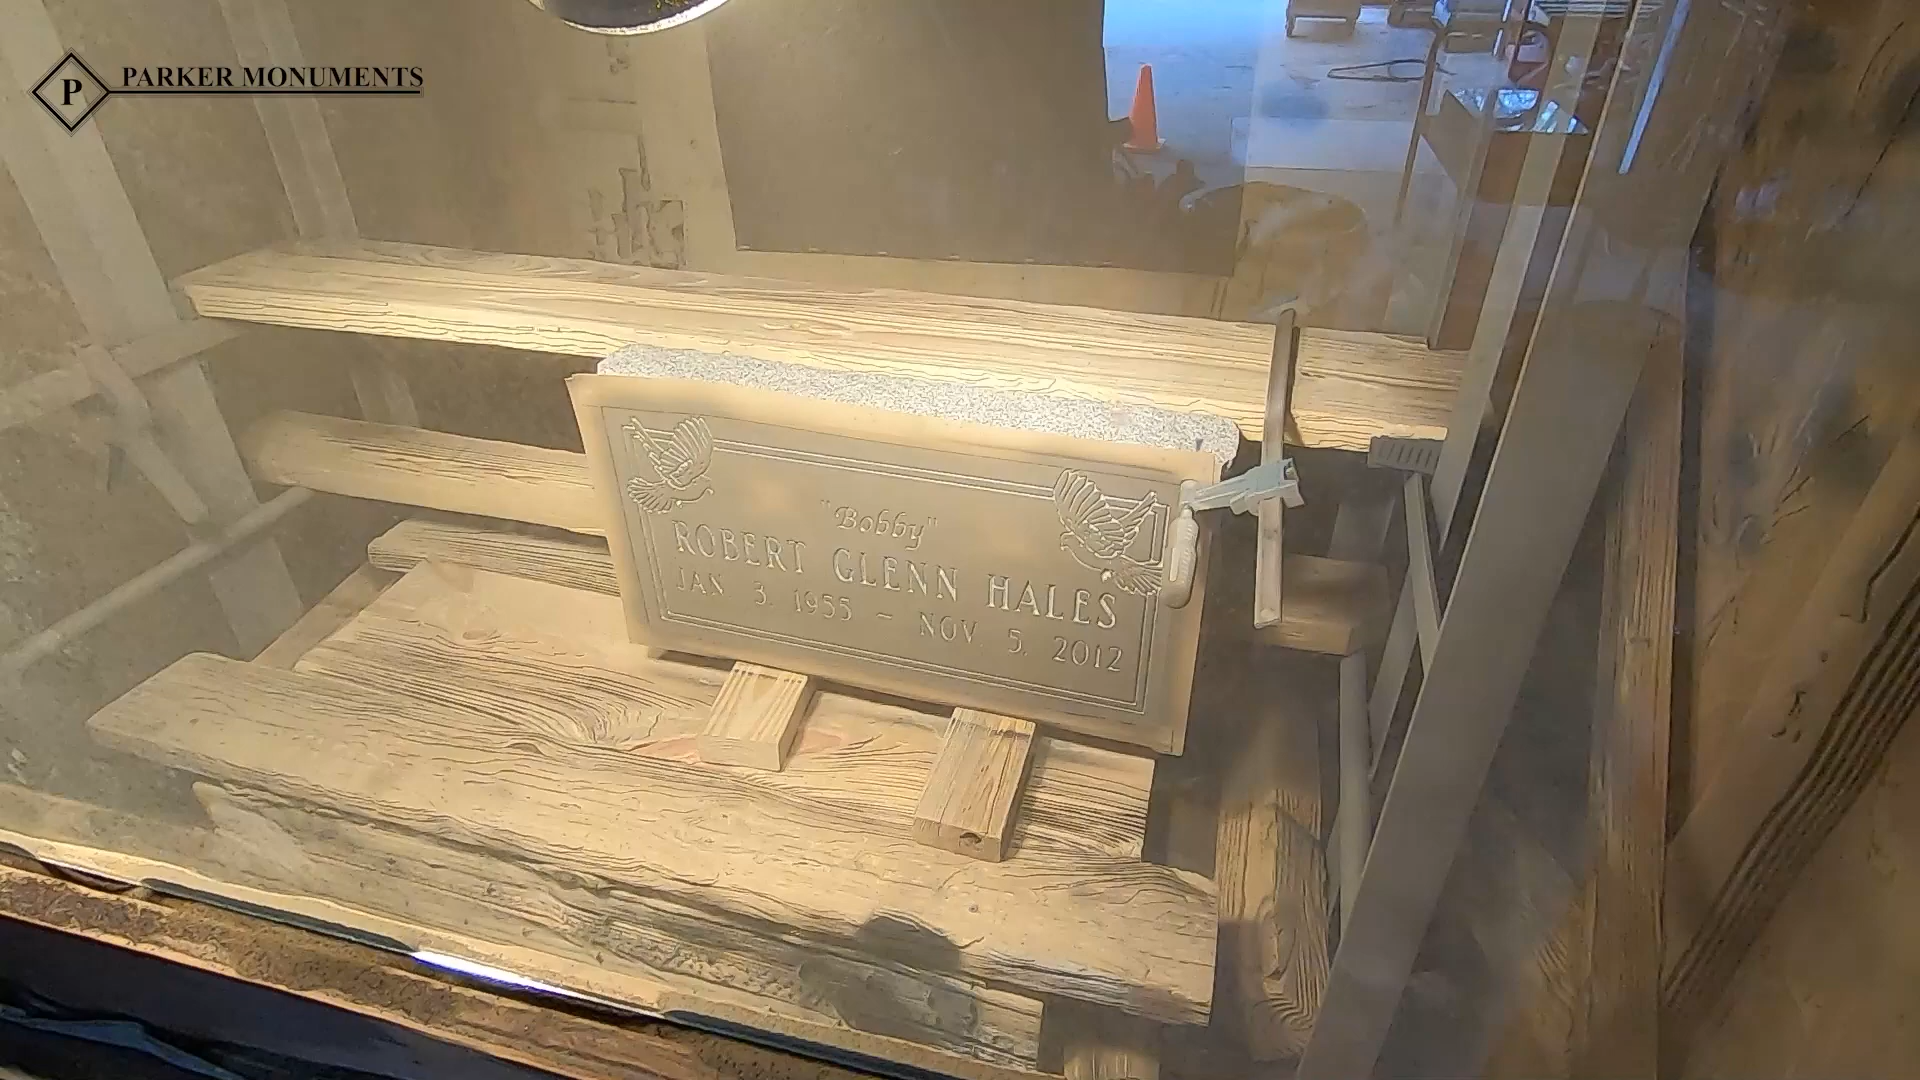 P PARKER MONUMENTS
"Bobby"
ROBERT GLENN HALES
JAN. 3, 1955 – NOV. 5, 2012